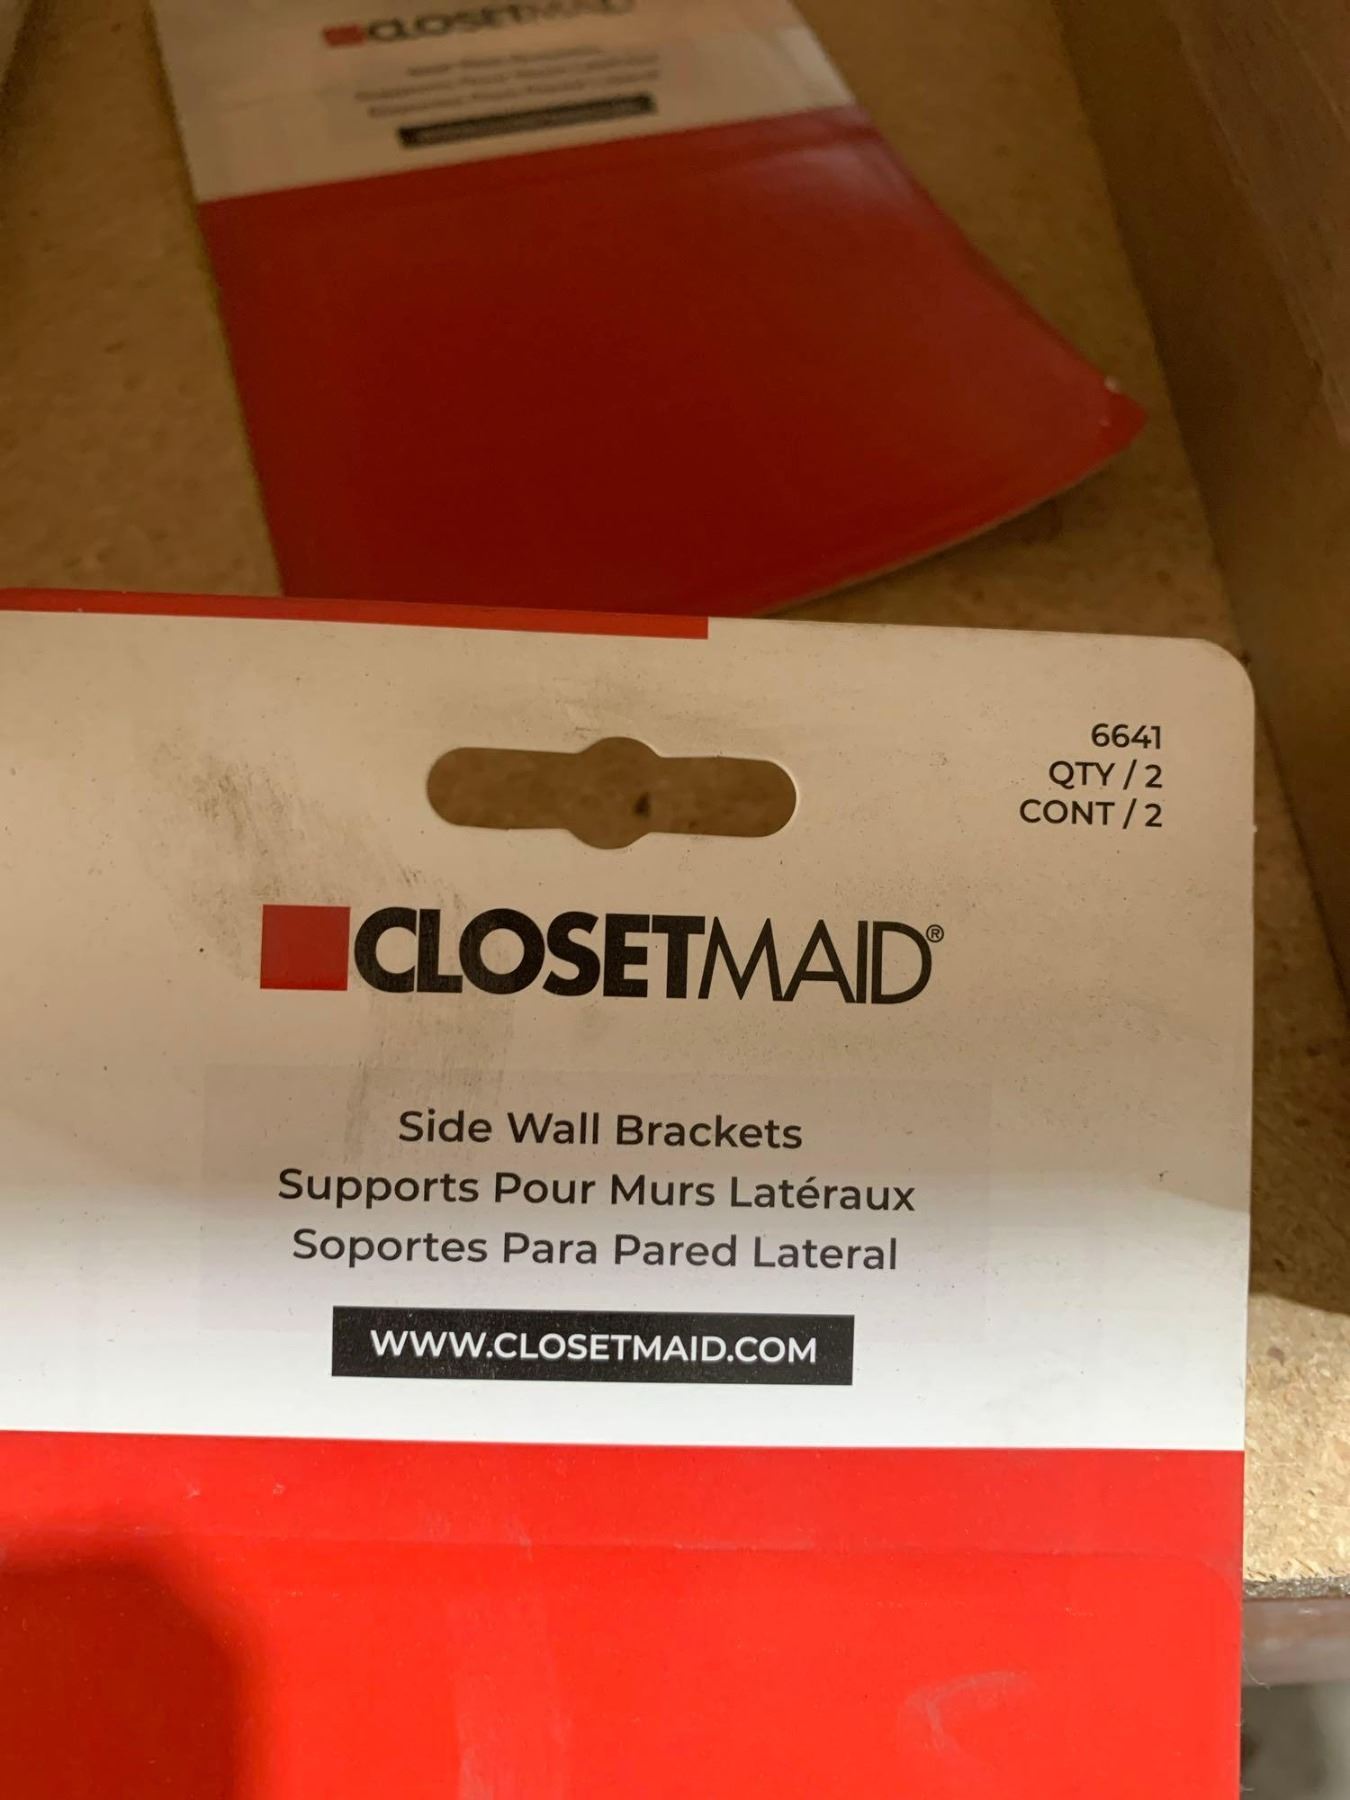 CLOSETMAID
6641
QTY / 2
CONT / 2
CLOSETMAID®
Side Wall Brackets
Supports Pour Murs Latéraux
Soportes Para Pared Lateral
WWW.CLOSETMAID.COM